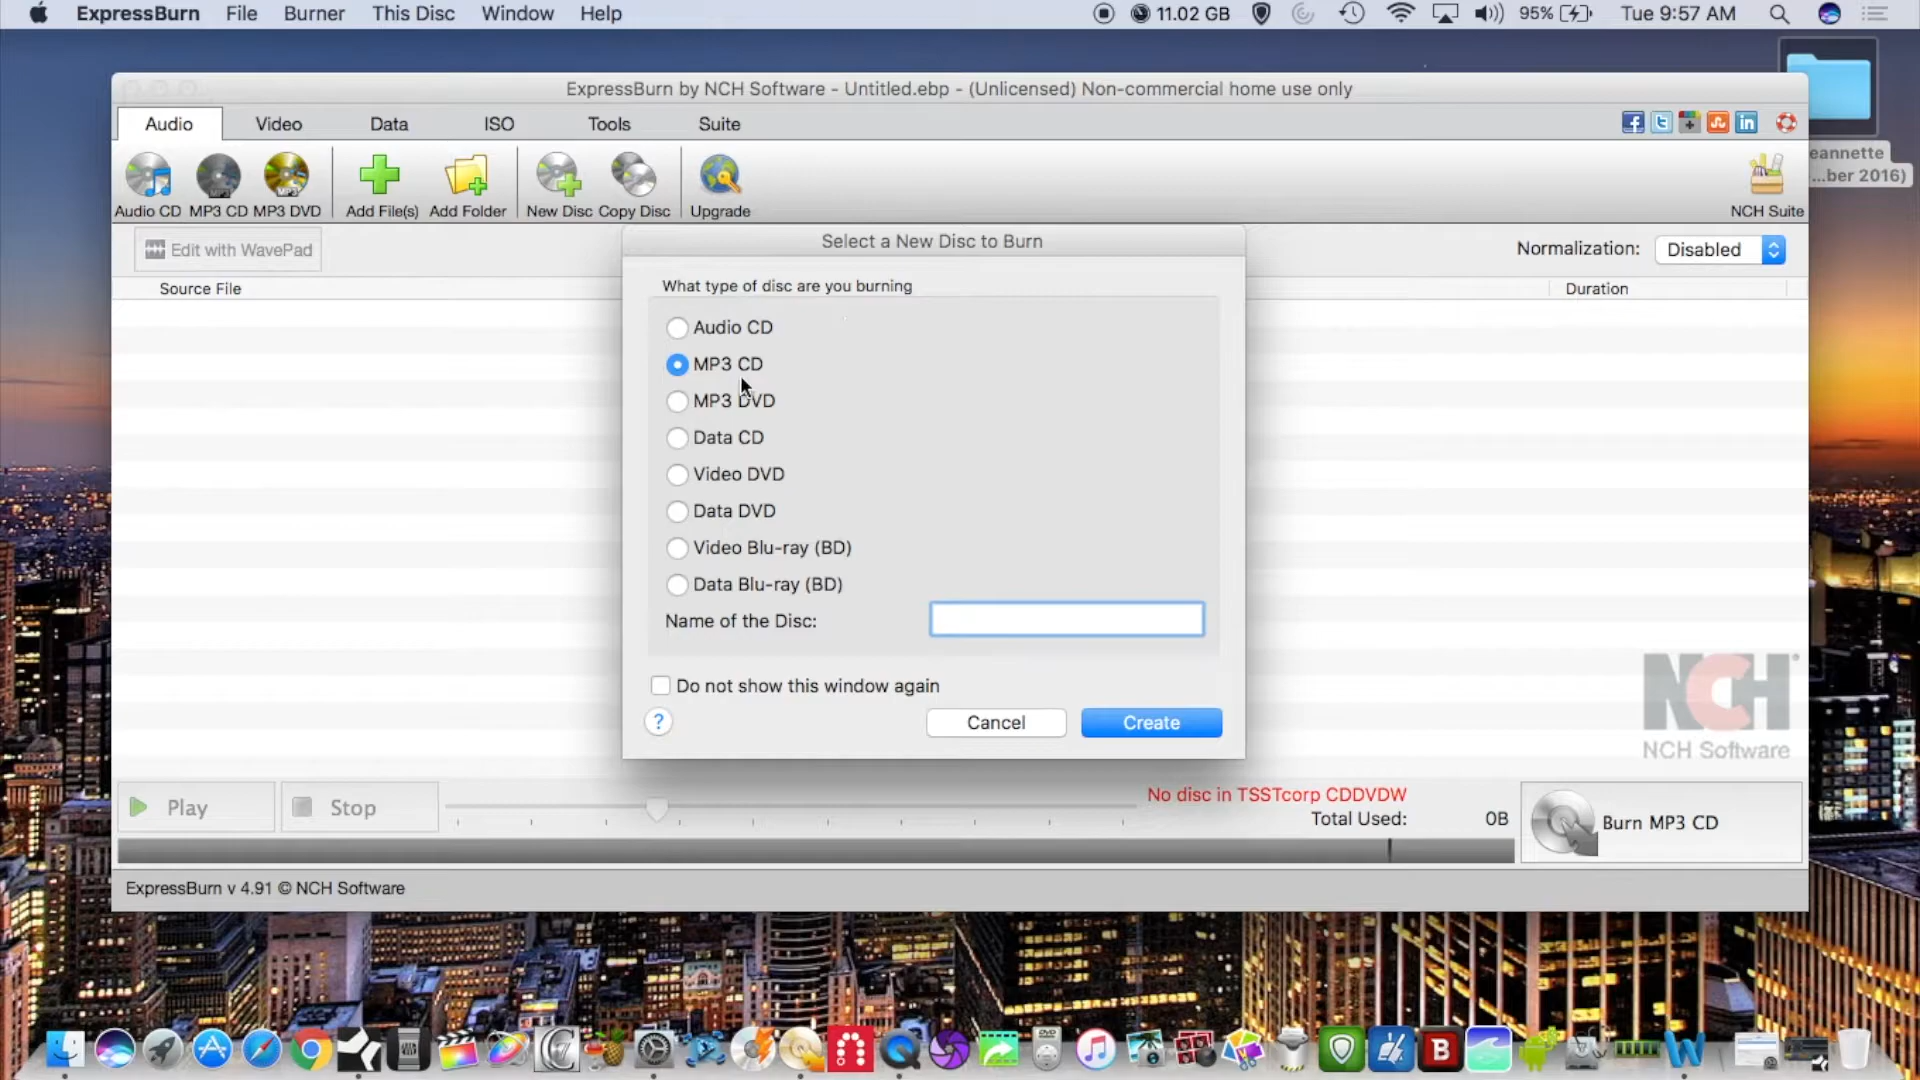 ExpressBurn File Burner This Disc Window Help 11.02 GB 95% Tue 9:57 AM
ExpressBurn by NCH Software - Untitled.ebp - (Unlicensed) Non-commercial home use only
Audio Video Data ISO Tools Suite
eannette
...ber 2016)
Audio CD MP3 CD MP3 DVD Add File(s) Add Folder New Disc Copy Disc Upgrade NCH Suite
Edit with WavePad
Normalization: Disabled
Source File Duration
Select a New Disc to Burn
What type of disc are you burning
Audio CD
MP3 CD
MP3 DVD
Data CD
Video DVD
Data DVD
Video Blu-ray (BD)
Data Blu-ray (BD)
Name of the Disc:
Do not show this window again
? Cancel Create
NCH
NCH Software
Play Stop
No disc in TSSTcorp CDDVDW
Total Used: 0B
Burn MP3 CD
ExpressBurn v 4.91 © NCH Software